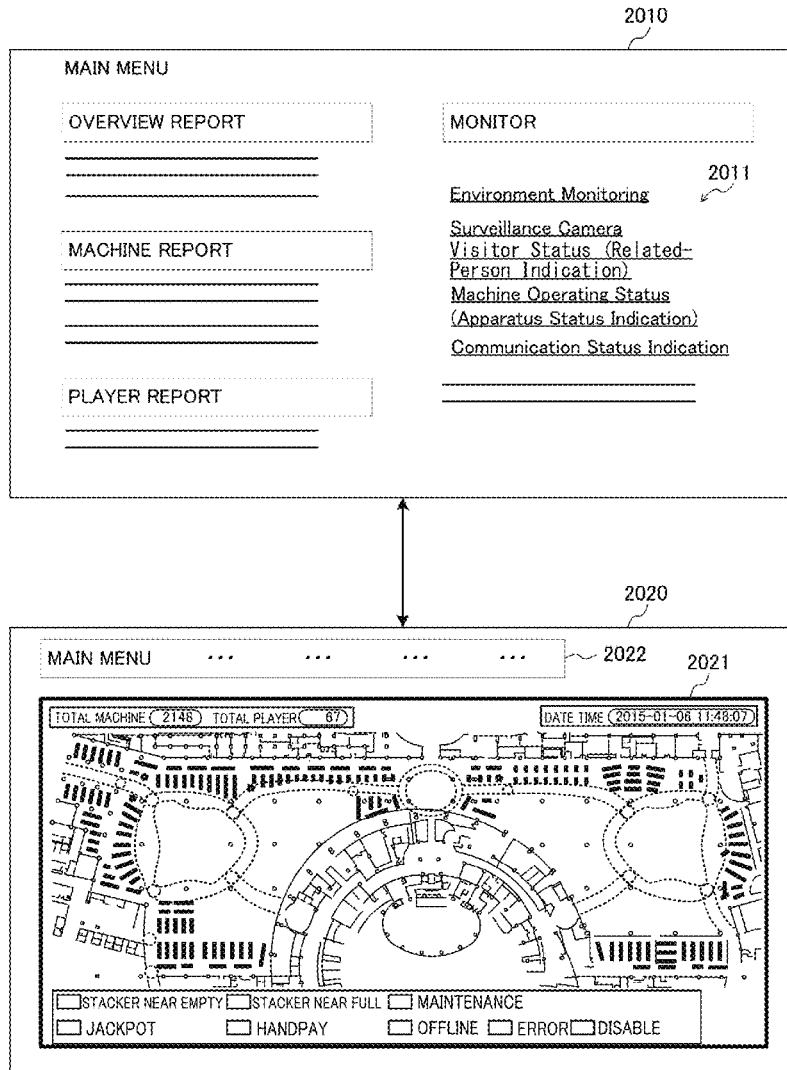 2010
MAIN MENU
OVERVIEW REPORT
MACHINE REPORT
PLAYER REPORT
MONITOR
2011
Environment Monitoring
Surveillance Camera
Visitor Status (Related-
Person Indication)
Machine Operating Status
(Apparatus Status Indication)
Communication Status Indication
2020
MAIN MENU ... ... ... ...
2022
2021
TOTAL MACHINE 2146 TOTAL PLAYER 67
DATE TIME 2015-01-06 11:48:07
STACKER NEAR EMPTY STACKER NEAR FULL MAINTENANCE
JACKPOT HANDPAY OFFLINE ERROR DISABLE